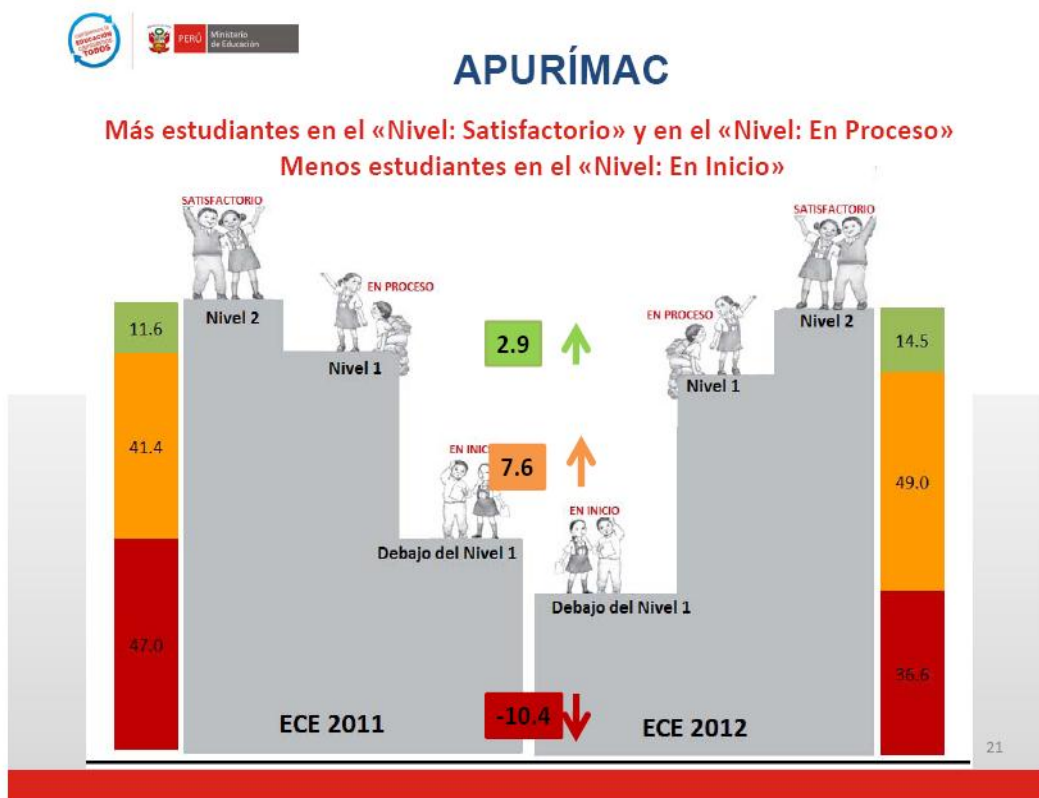 EDUCACIÓN
TODOS
PERÚ
Ministerio
de Educación
APURÍMAC
Más estudiantes en el «Nivel: Satisfactorio» y en el «Nivel: En Proceso»
Menos estudiantes en el «Nivel: En Inicio»
SATISFACTORIO
Nivel 2
EN PROCESO
Nivel 1
EN INIC
Debajo del Nivel 1
11.6
41.4
47.0
ECE 2011
2.9
7.6
-10.4
SATISFACTORIO
Nivel 2
EN PROCESO
Nivel 1
EN INICIO
Debajo del Nivel 1
14.5
49.0
36.6
ECE 2012
21